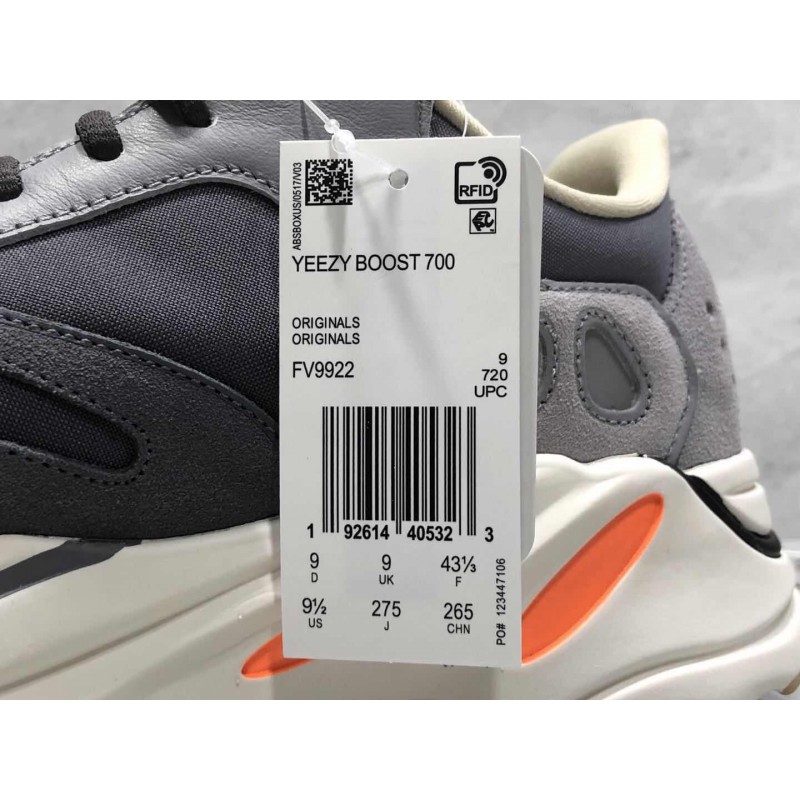 ABSBOXUS/0517/V03
RFID
YEEZY BOOST 700
ORIGINALS
ORIGINALS
FV9922
9
720
UPC
1 92614 40532 3
9 D
9 UK
43⅓ F
9½ US
275 J
265 CHN
PO# 123447106